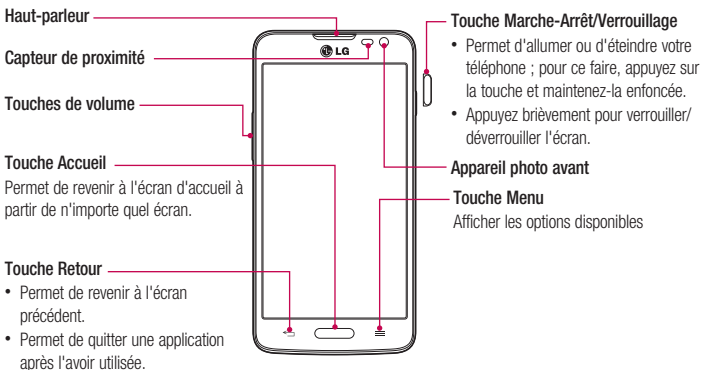 Haut-parleur
Capteur de proximité
Touches de volume
Touche Accueil
Permet de revenir à l'écran d'accueil à
partir de n'importe quel écran.
Touche Retour
• Permet de revenir à l'écran
précédent.
• Permet de quitter une application
après l'avoir utilisée.
LG
Touche Marche-Arrêt/Verrouillage
• Permet d'allumer ou d'éteindre votre
téléphone ; pour ce faire, appuyez sur
la touche et maintenez-la enfoncée.
• Appuyez brièvement pour verrouiller/
déverrouiller l'écran.
Appareil photo avant
Touche Menu
Afficher les options disponibles